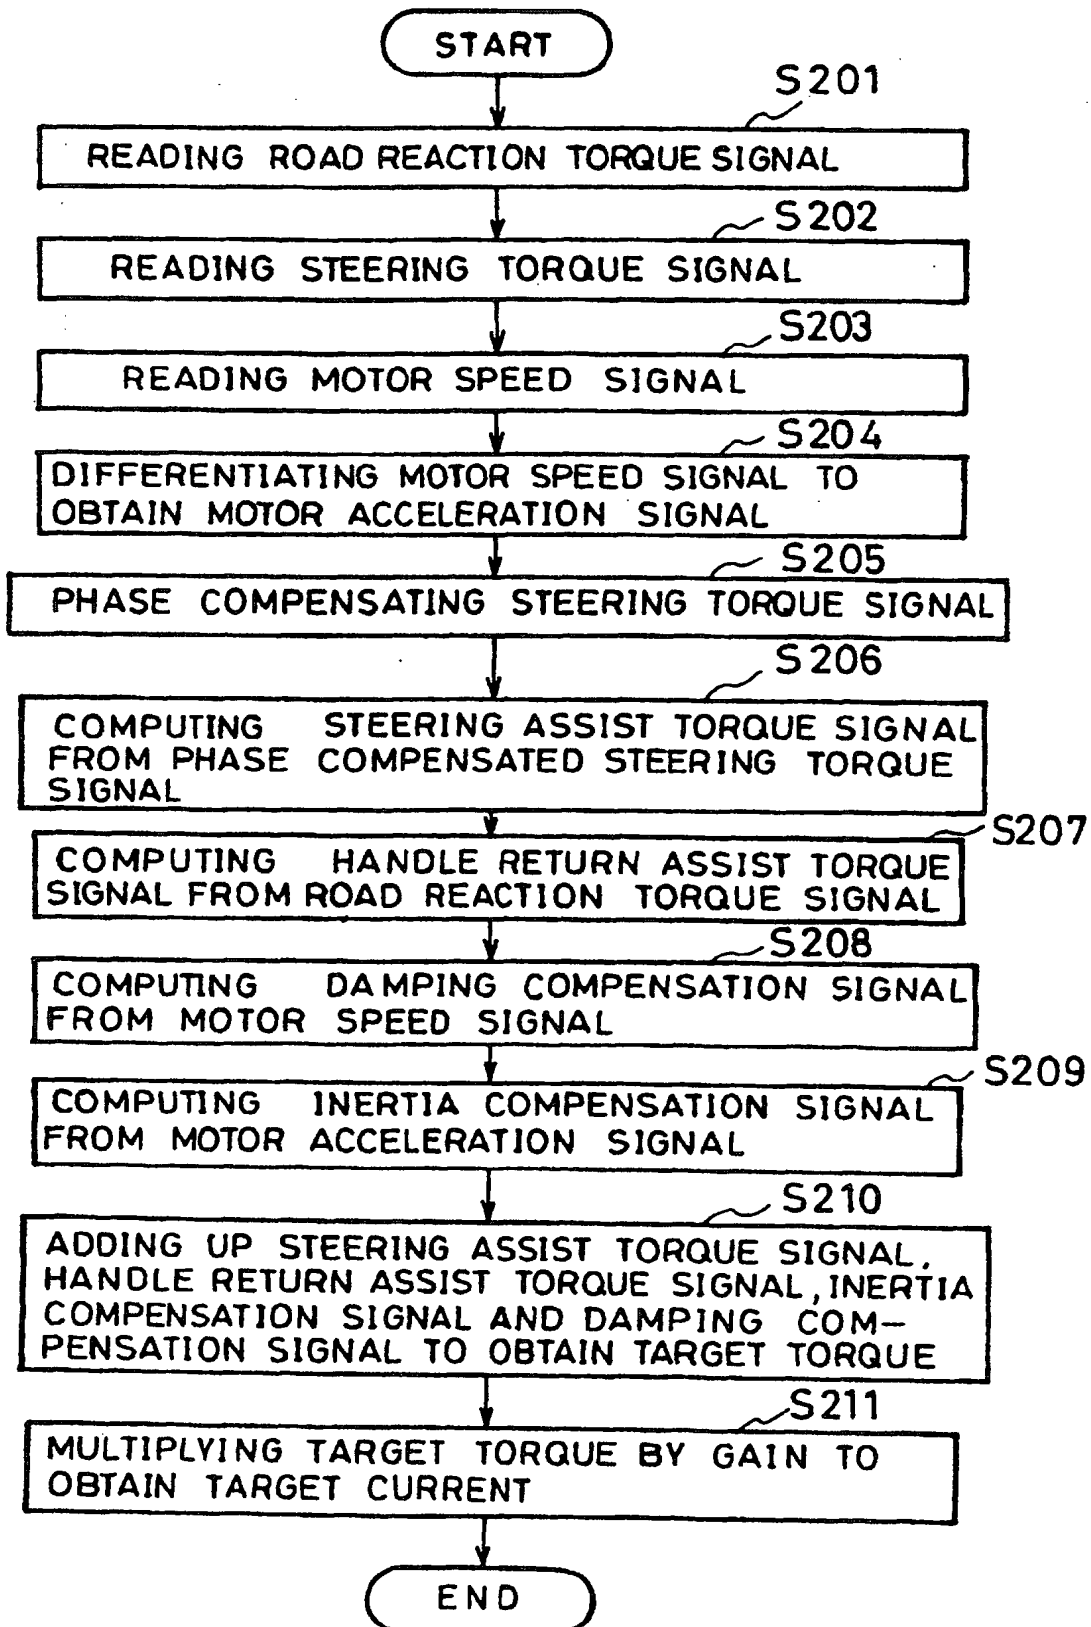 START
S201
READING ROAD REACTION TORQUE SIGNAL
S202
READING STEERING TORQUE SIGNAL
S203
READING MOTOR SPEED SIGNAL
S204
DIFFERENTIATING MOTOR SPEED SIGNAL TO
OBTAIN MOTOR ACCELERATION SIGNAL
S205
PHASE COMPENSATING STEERING TORQUE SIGNAL
S206
COMPUTING STEERING ASSIST TORQUE SIGNAL
FROM PHASE COMPENSATED STEERING TORQUE
SIGNAL
S207
COMPUTING HANDLE RETURN ASSIST TORQUE
SIGNAL FROM ROAD REACTION TORQUE SIGNAL
S208
COMPUTING DAMPING COMPENSATION SIGNAL
FROM MOTOR SPEED SIGNAL
S209
COMPUTING INERTIA COMPENSATION SIGNAL
FROM MOTOR ACCELERATION SIGNAL
S210
ADDING UP STEERING ASSIST TORQUE SIGNAL,
HANDLE RETURN ASSIST TORQUE SIGNAL, INERTIA
COMPENSATION SIGNAL AND DAMPING COM-
PENSATION SIGNAL TO OBTAIN TARGET TORQUE
S211
MULTIPLYING TARGET TORQUE BY GAIN TO
OBTAIN TARGET CURRENT
END